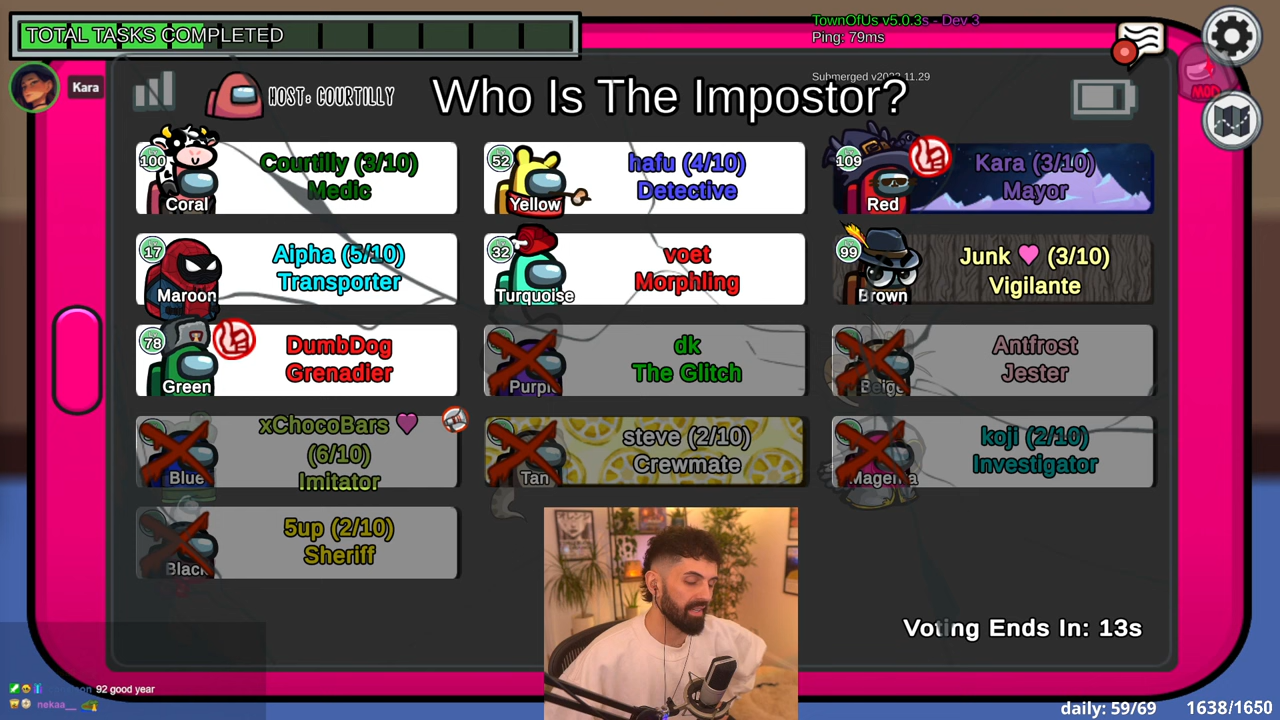 TOTAL TASKS COMPLETED
TownOfUs v5.0.3s - Dev 3
Ping: 79ms
Submerged v2022.11.29
Kara
HOST: COURTILLY
Who Is The Impostor?
MOD
100
Courtilly (3/10)
Medic
Coral
52
hafu (4/10)
Detective
Yellow
109
Kara (3/10)
Mayor
Red
17
Aipha (5/10)
Transporter
Maroon
32
voet
Morphling
Turquoise
99
Junk (3/10)
Vigilante
Brown
78
DumbDog
Grenadier
Green
dk
The Glitch
Purple
Antfrost
Jester
Beige
xChocoBars
(6/10)
Imitator
Blue
steve (2/10)
Crewmate
Tan
koji (2/10)
Investigator
Magenta
5up (2/10)
Sheriff
Black
Voting Ends In: 13s
92 good year
nekaa__
daily: 59/69
1638/1650